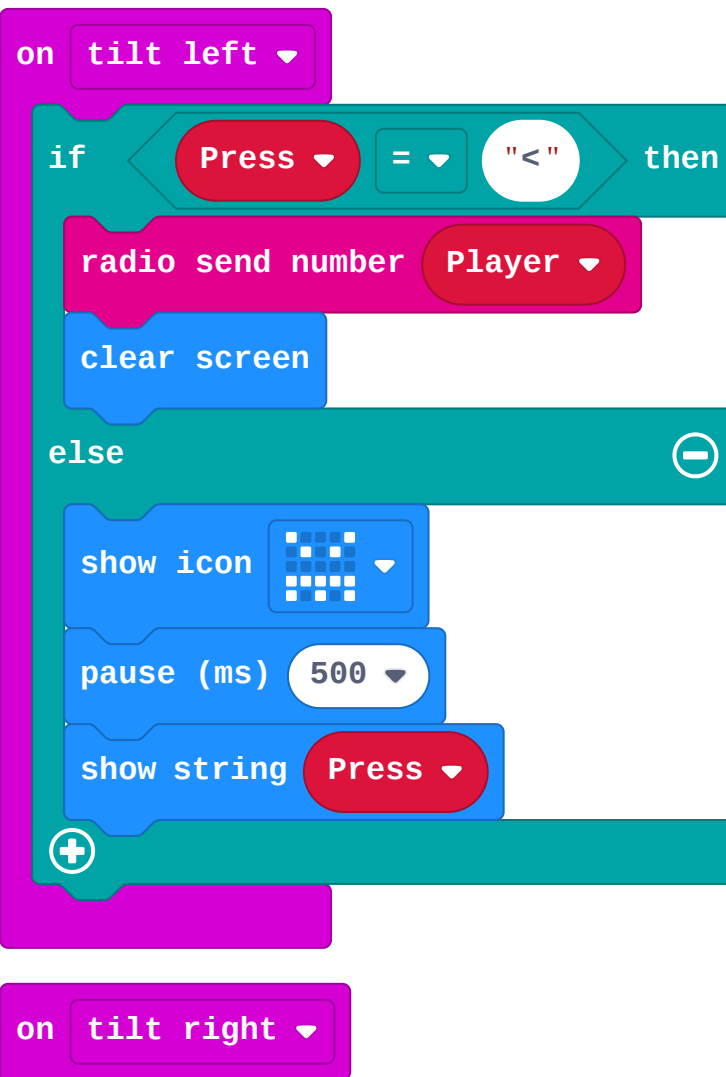 on tilt left
if Press = "<" then
radio send number Player
clear screen
else
show icon
pause (ms) 500
show string Press
on tilt right